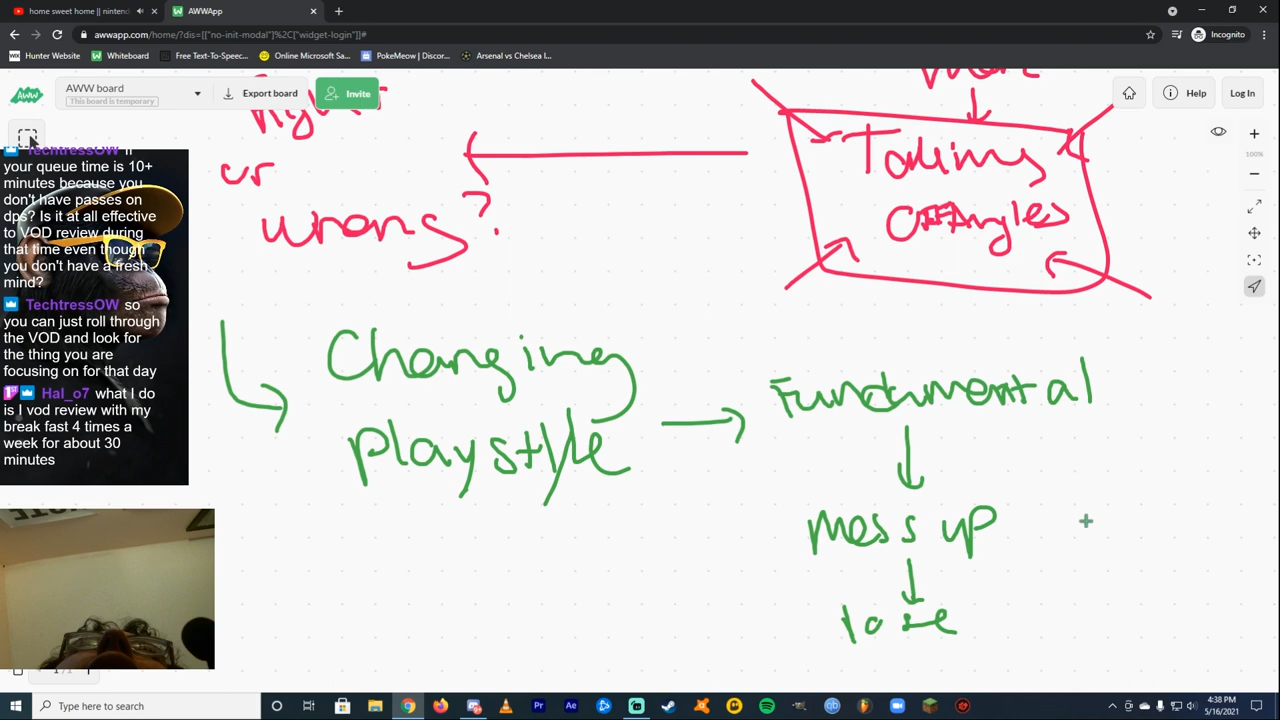 home sweet home || nintend
AWWApp
awwapp.com/home/?dis=[["no-init-modal"]%2C["widget-login"]]#
Incognito
Hunter Website
Whiteboard
Free Text-To-Speec...
Online Microsoft Sa...
PokeMeow | Discor...
Arsenal vs Chelsea l...
AWW
AWW board
This board is temporary
Export board
Invite
Help
Log In
100%
TechtressOW if
your queue time is 10+
minutes because you
don't have passes on
dps? Is it at all effective
to VOD review during
that time even though
you don't have a fresh
mind?
TechtressOW so
you can just roll through
the VOD and look for
the thing you are
focusing on for that day
Hal_o7 what I do
is I vod review with my
break fast 4 times a
week for about 30
minutes
or
wrong?
Taking
Angles
Changing
playstyle
Fundamental
mess up
lose
Type here to search
4:38 PM
5/16/2021